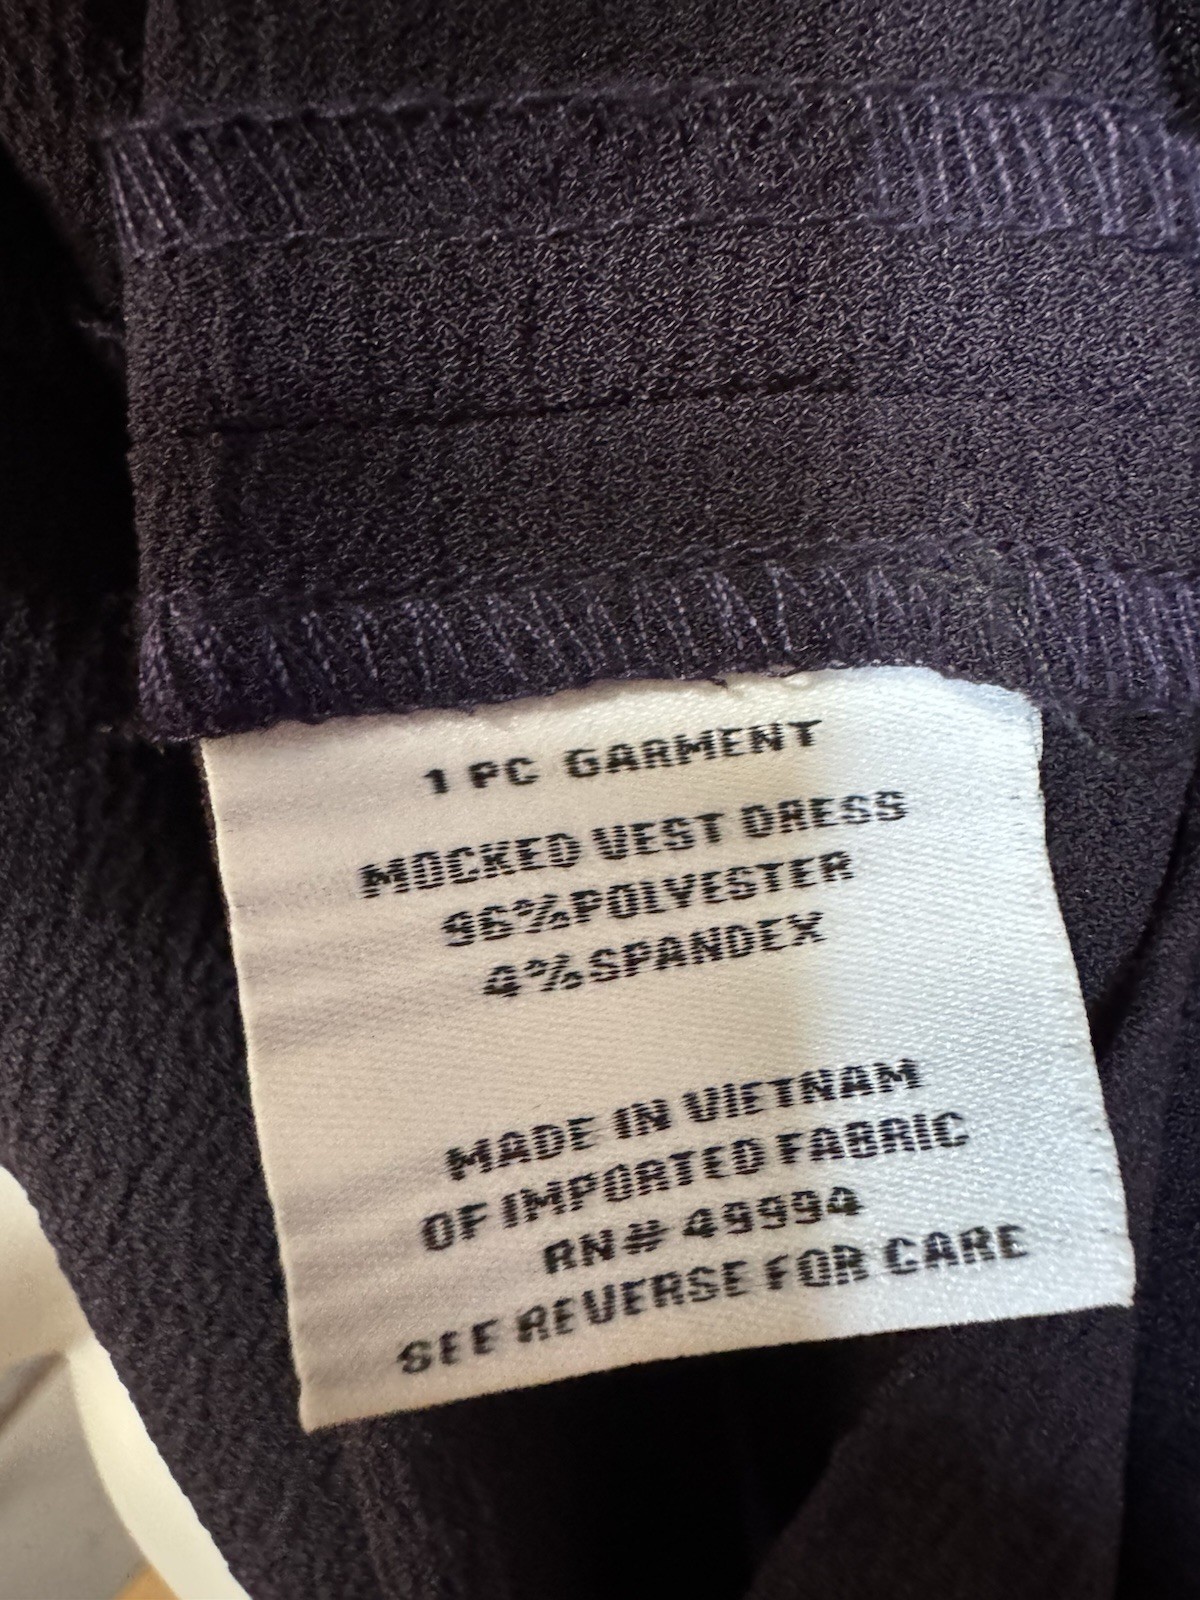 1 PC GARMENT
MOCKED VEST DRESS
96%POLYESTER
4%SPANDEX
MADE IN VIETNAM
OF IMPORTED FABRIC
RN# 49994
SEE REVERSE FOR CARE